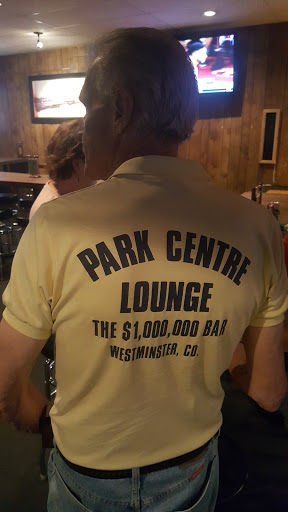 PARK CENTRE
LOUNGE
THE $1,000,000 BAR
WESTMINSTER, CO.